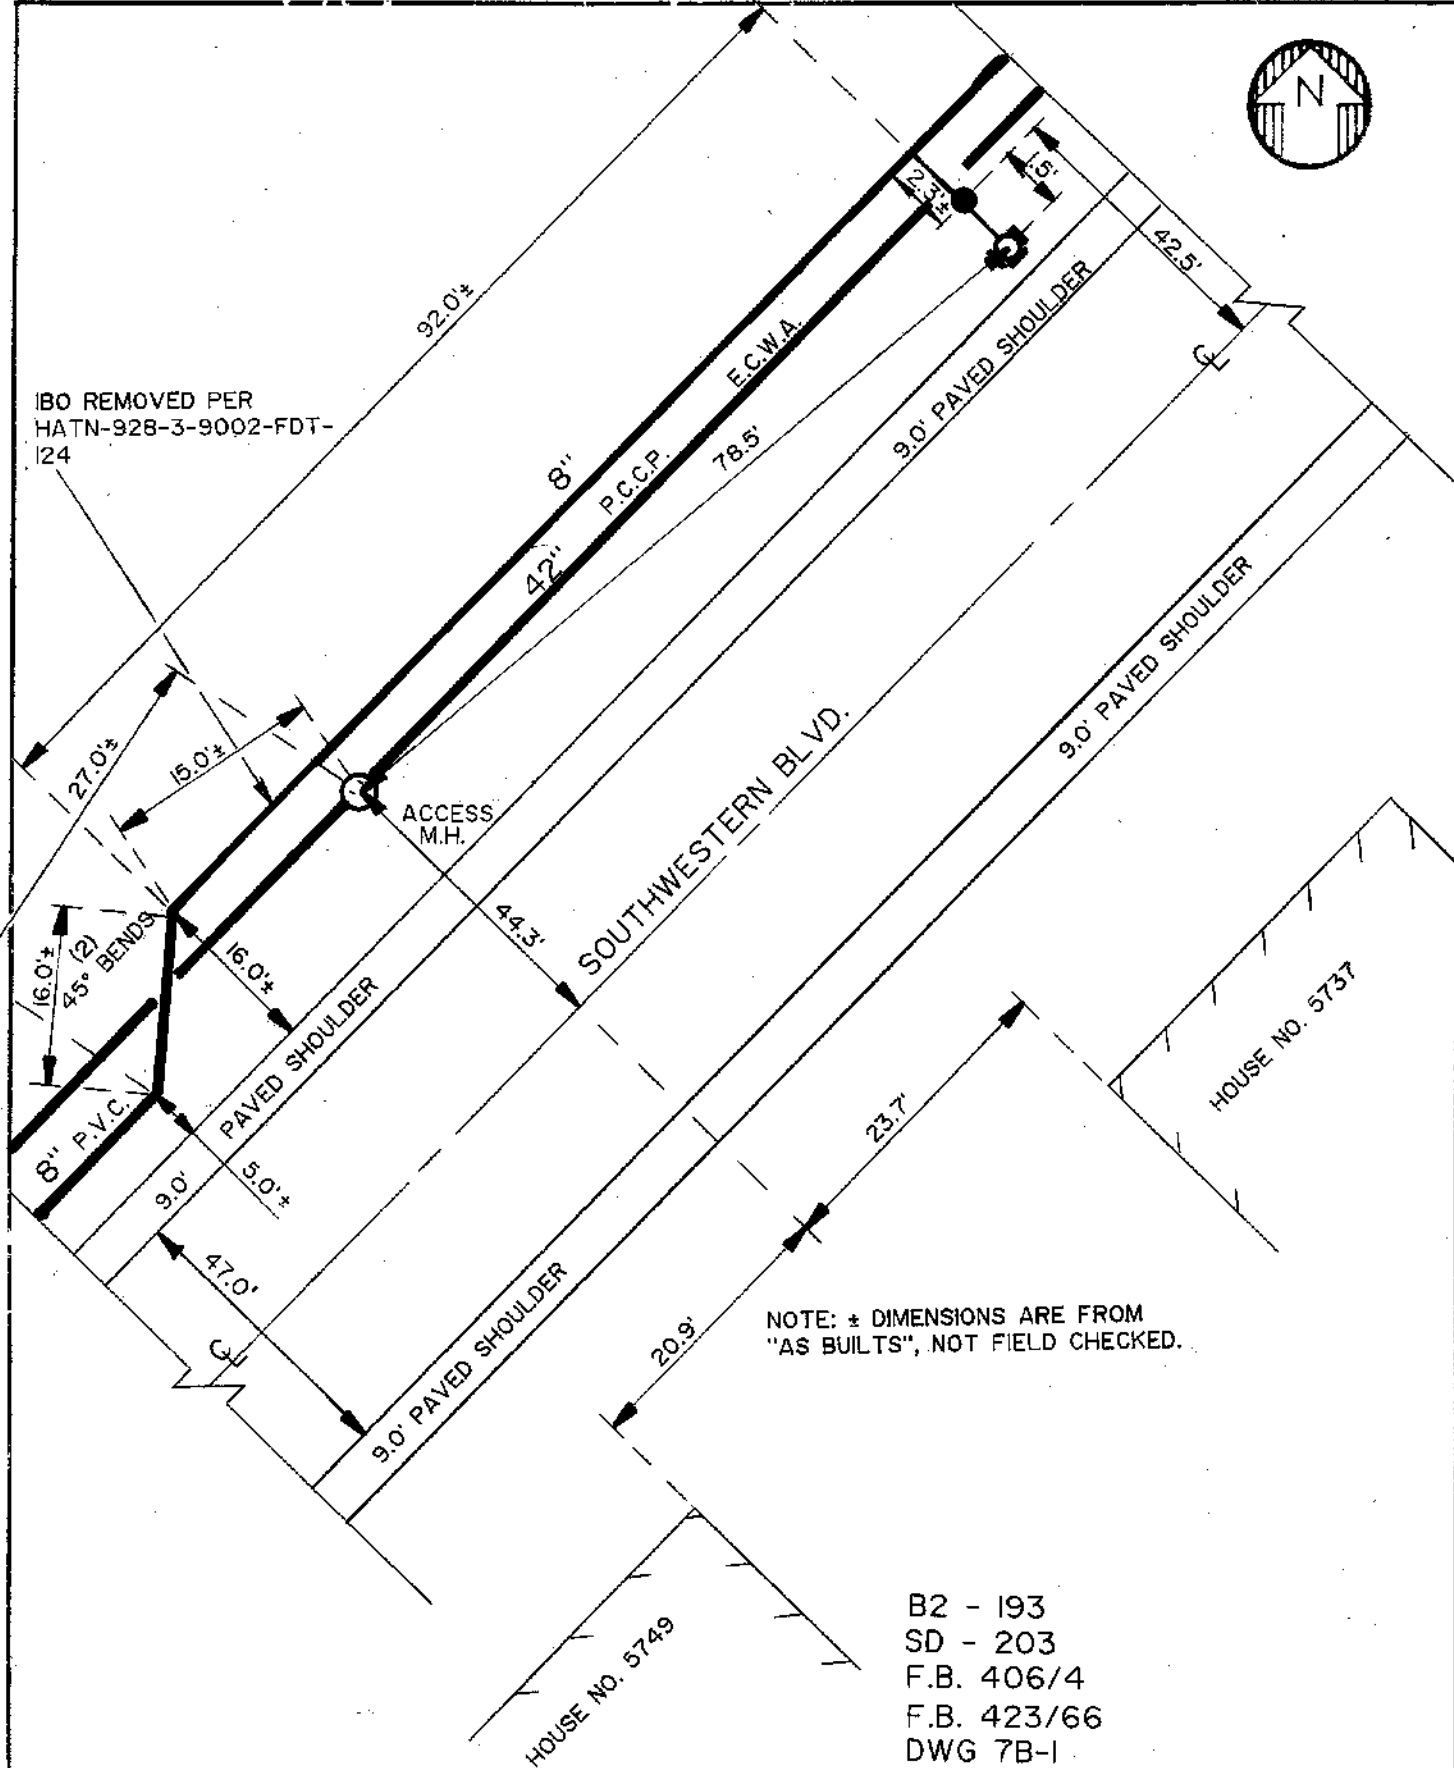 N
2.3'±
42.5'
92.0'±
E.C.W.A.
9.0' PAVED SHOULDER
IBO REMOVED PER
HATN-928-3-9002-FDT-
124
8"
P.C.C.P.
78.5'
42"
9.0' PAVED SHOULDER
27.0'±
15.0'±
ACCESS
M.H.
SOUTHWESTERN BLVD.
44.3'
16.0'±
(2)
45° BENDS
16.0'±
HOUSE NO. 5737
PAVED SHOULDER
9.0'
8" P.V.C.
5.0'±
23.7'
47.0'
20.9'
NOTE: ± DIMENSIONS ARE FROM
"AS BUILTS", NOT FIELD CHECKED.
9.0' PAVED SHOULDER
HOUSE NO. 5749
B2 - 193
SD - 203
F.B. 406/4
F.B. 423/66
DWG 7B-1